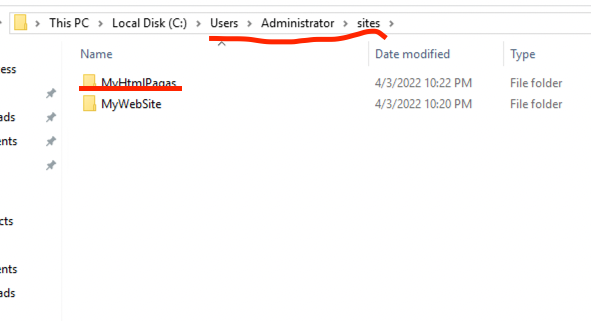 This PC > Local Disk (C:) > Users > Administrator > sites >
Name Date modified Type
ess
MyHtmlPages 4/3/2022 10:22 PM File folder
MyWebSite 4/3/2022 10:20 PM File folder
ads
ents
cts
ents
ads